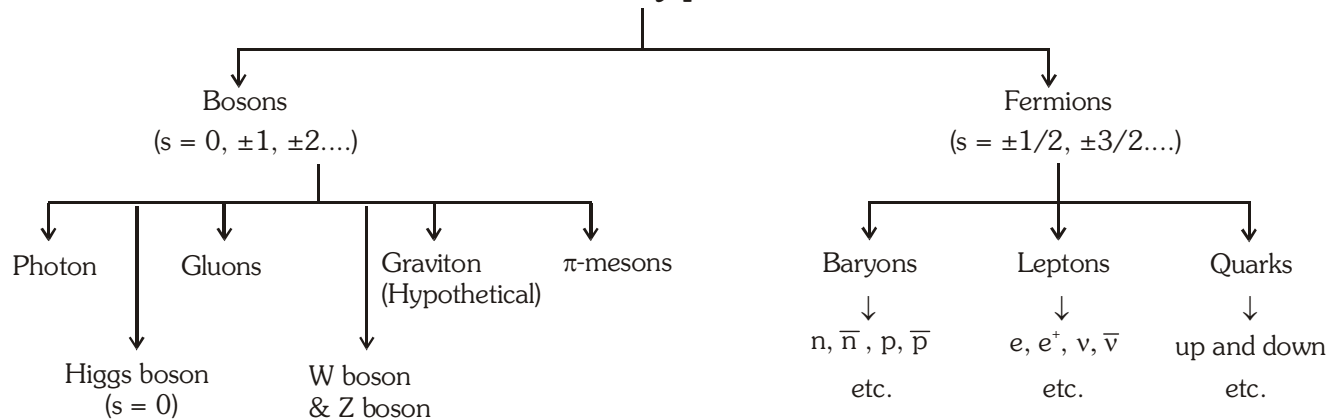 Bosons
(s = 0, ±1, ±2....)
Fermions
(s = ±1/2, ±3/2....)
Photon
Gluons
Graviton
(Hypothetical)
π-mesons
Higgs boson
(s = 0)
W boson
& Z boson
Baryons
↓
n, n̅ , p, p̅
etc.
Leptons
↓
e, e⁺, ν, ν̅
etc.
Quarks
↓
up and down
etc.